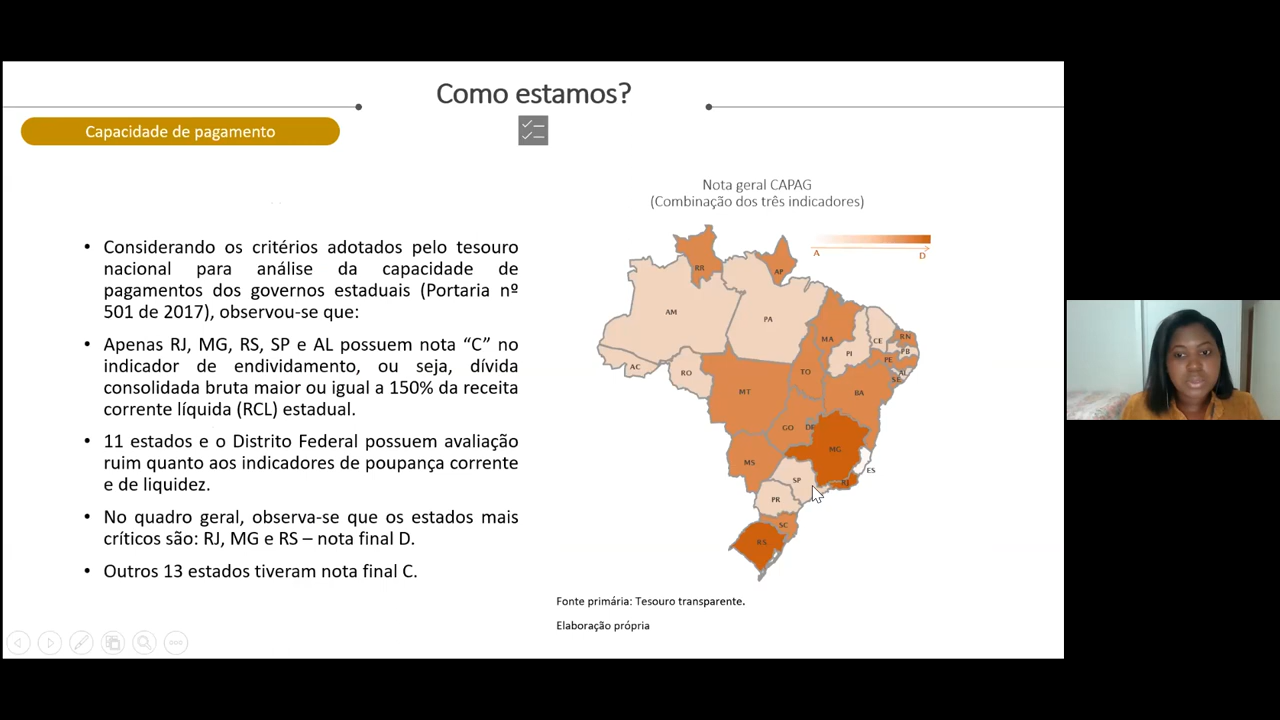 Como estamos?
Capacidade de pagamento
• Considerando os critérios adotados pelo tesouro
nacional para análise da capacidade de
pagamentos dos governos estaduais (Portaria nº
501 de 2017), observou-se que:
• Apenas RJ, MG, RS, SP e AL possuem nota “C” no
indicador de endividamento, ou seja, dívida
consolidada bruta maior ou igual a 150% da receita
corrente líquida (RCL) estadual.
• 11 estados e o Distrito Federal possuem avaliação
ruim quanto aos indicadores de poupança corrente
e de liquidez.
• No quadro geral, observa-se que os estados mais
críticos são: RJ, MG e RS – nota final D.
• Outros 13 estados tiveram nota final C.
Nota geral CAPAG
(Combinação dos três indicadores)
A
D
RR
AP
AM
PA
MA
CE
RN
PI
PB
PE
AC
RO
TO
AL
SE
MT
BA
GO
DF
MG
MS
ES
SP
RJ
PR
SC
RS
Fonte primária: Tesouro transparente.
Elaboração própria